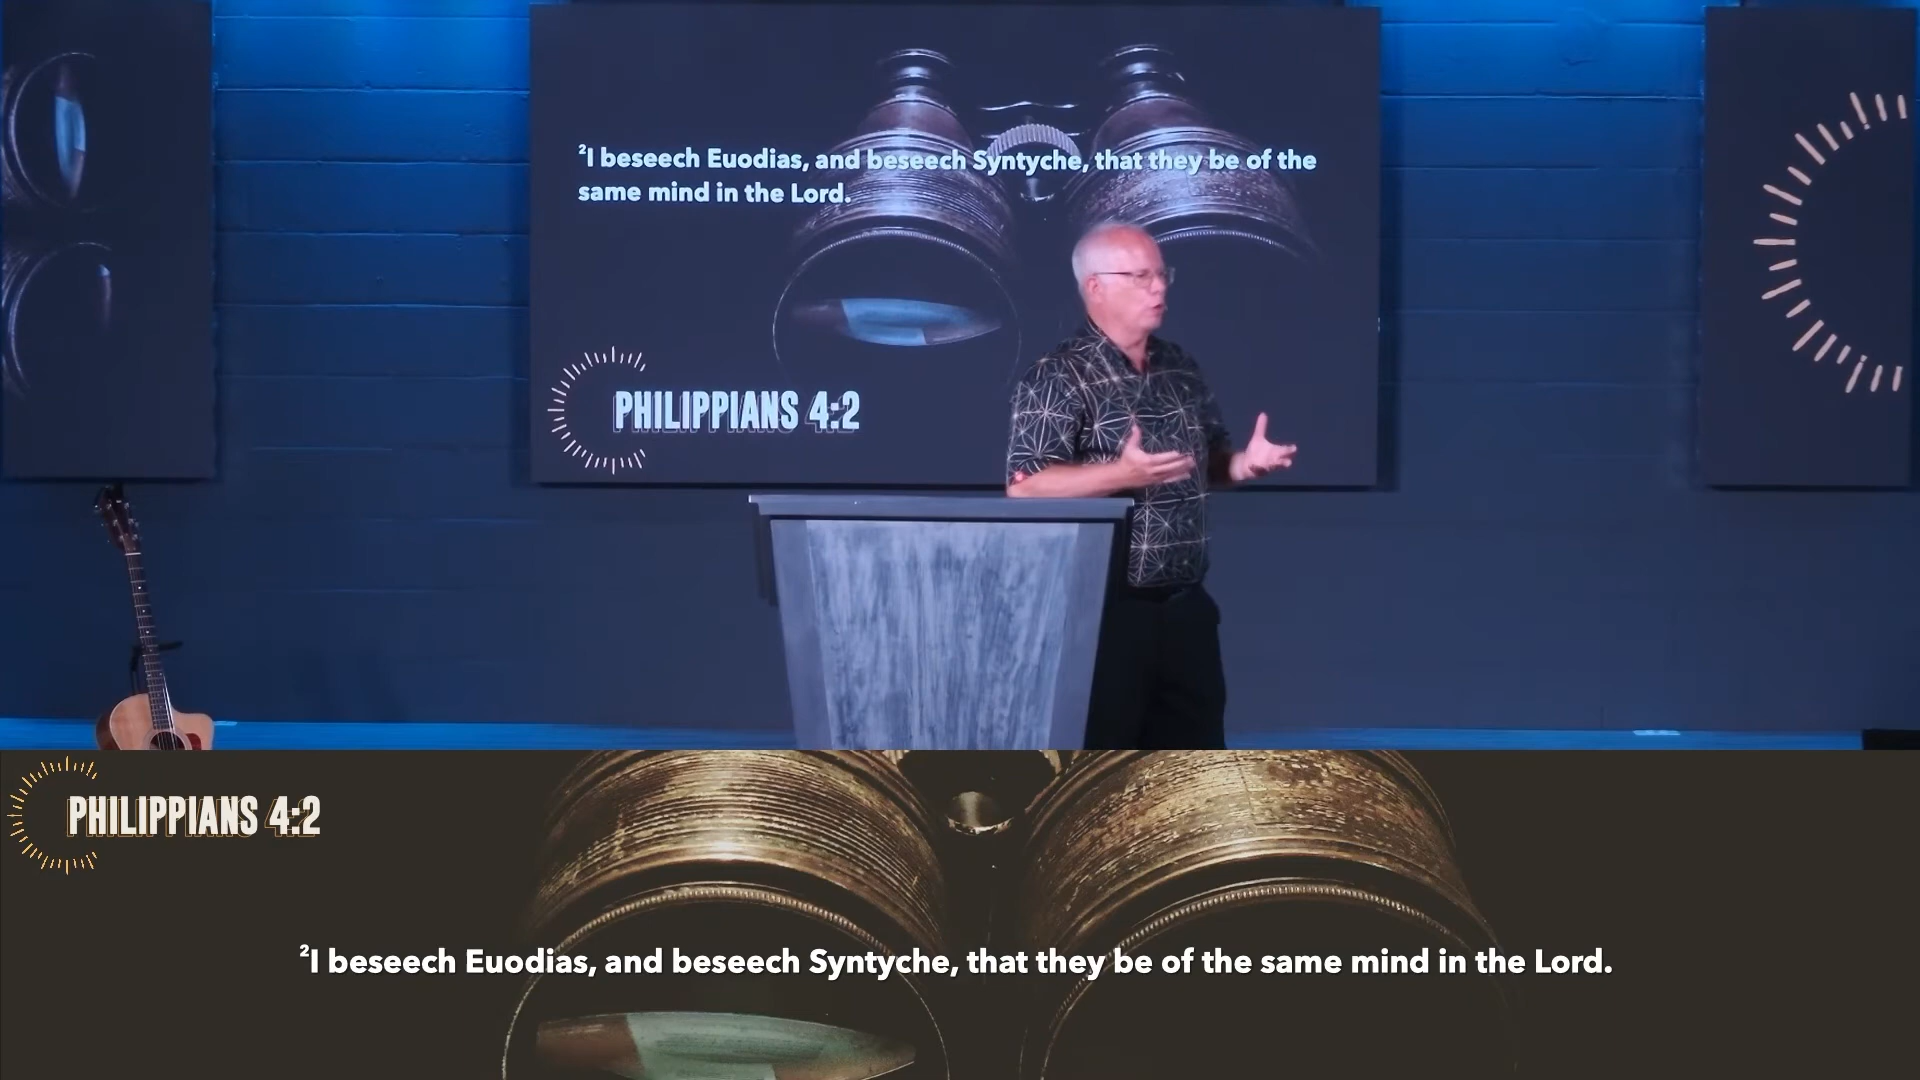 ²I beseech Euodias, and beseech Syntyche, that they be of the
same mind in the Lord.
PHILIPPIANS 4:2
PHILIPPIANS 4:2
²I beseech Euodias, and beseech Syntyche, that they be of the same mind in the Lord.